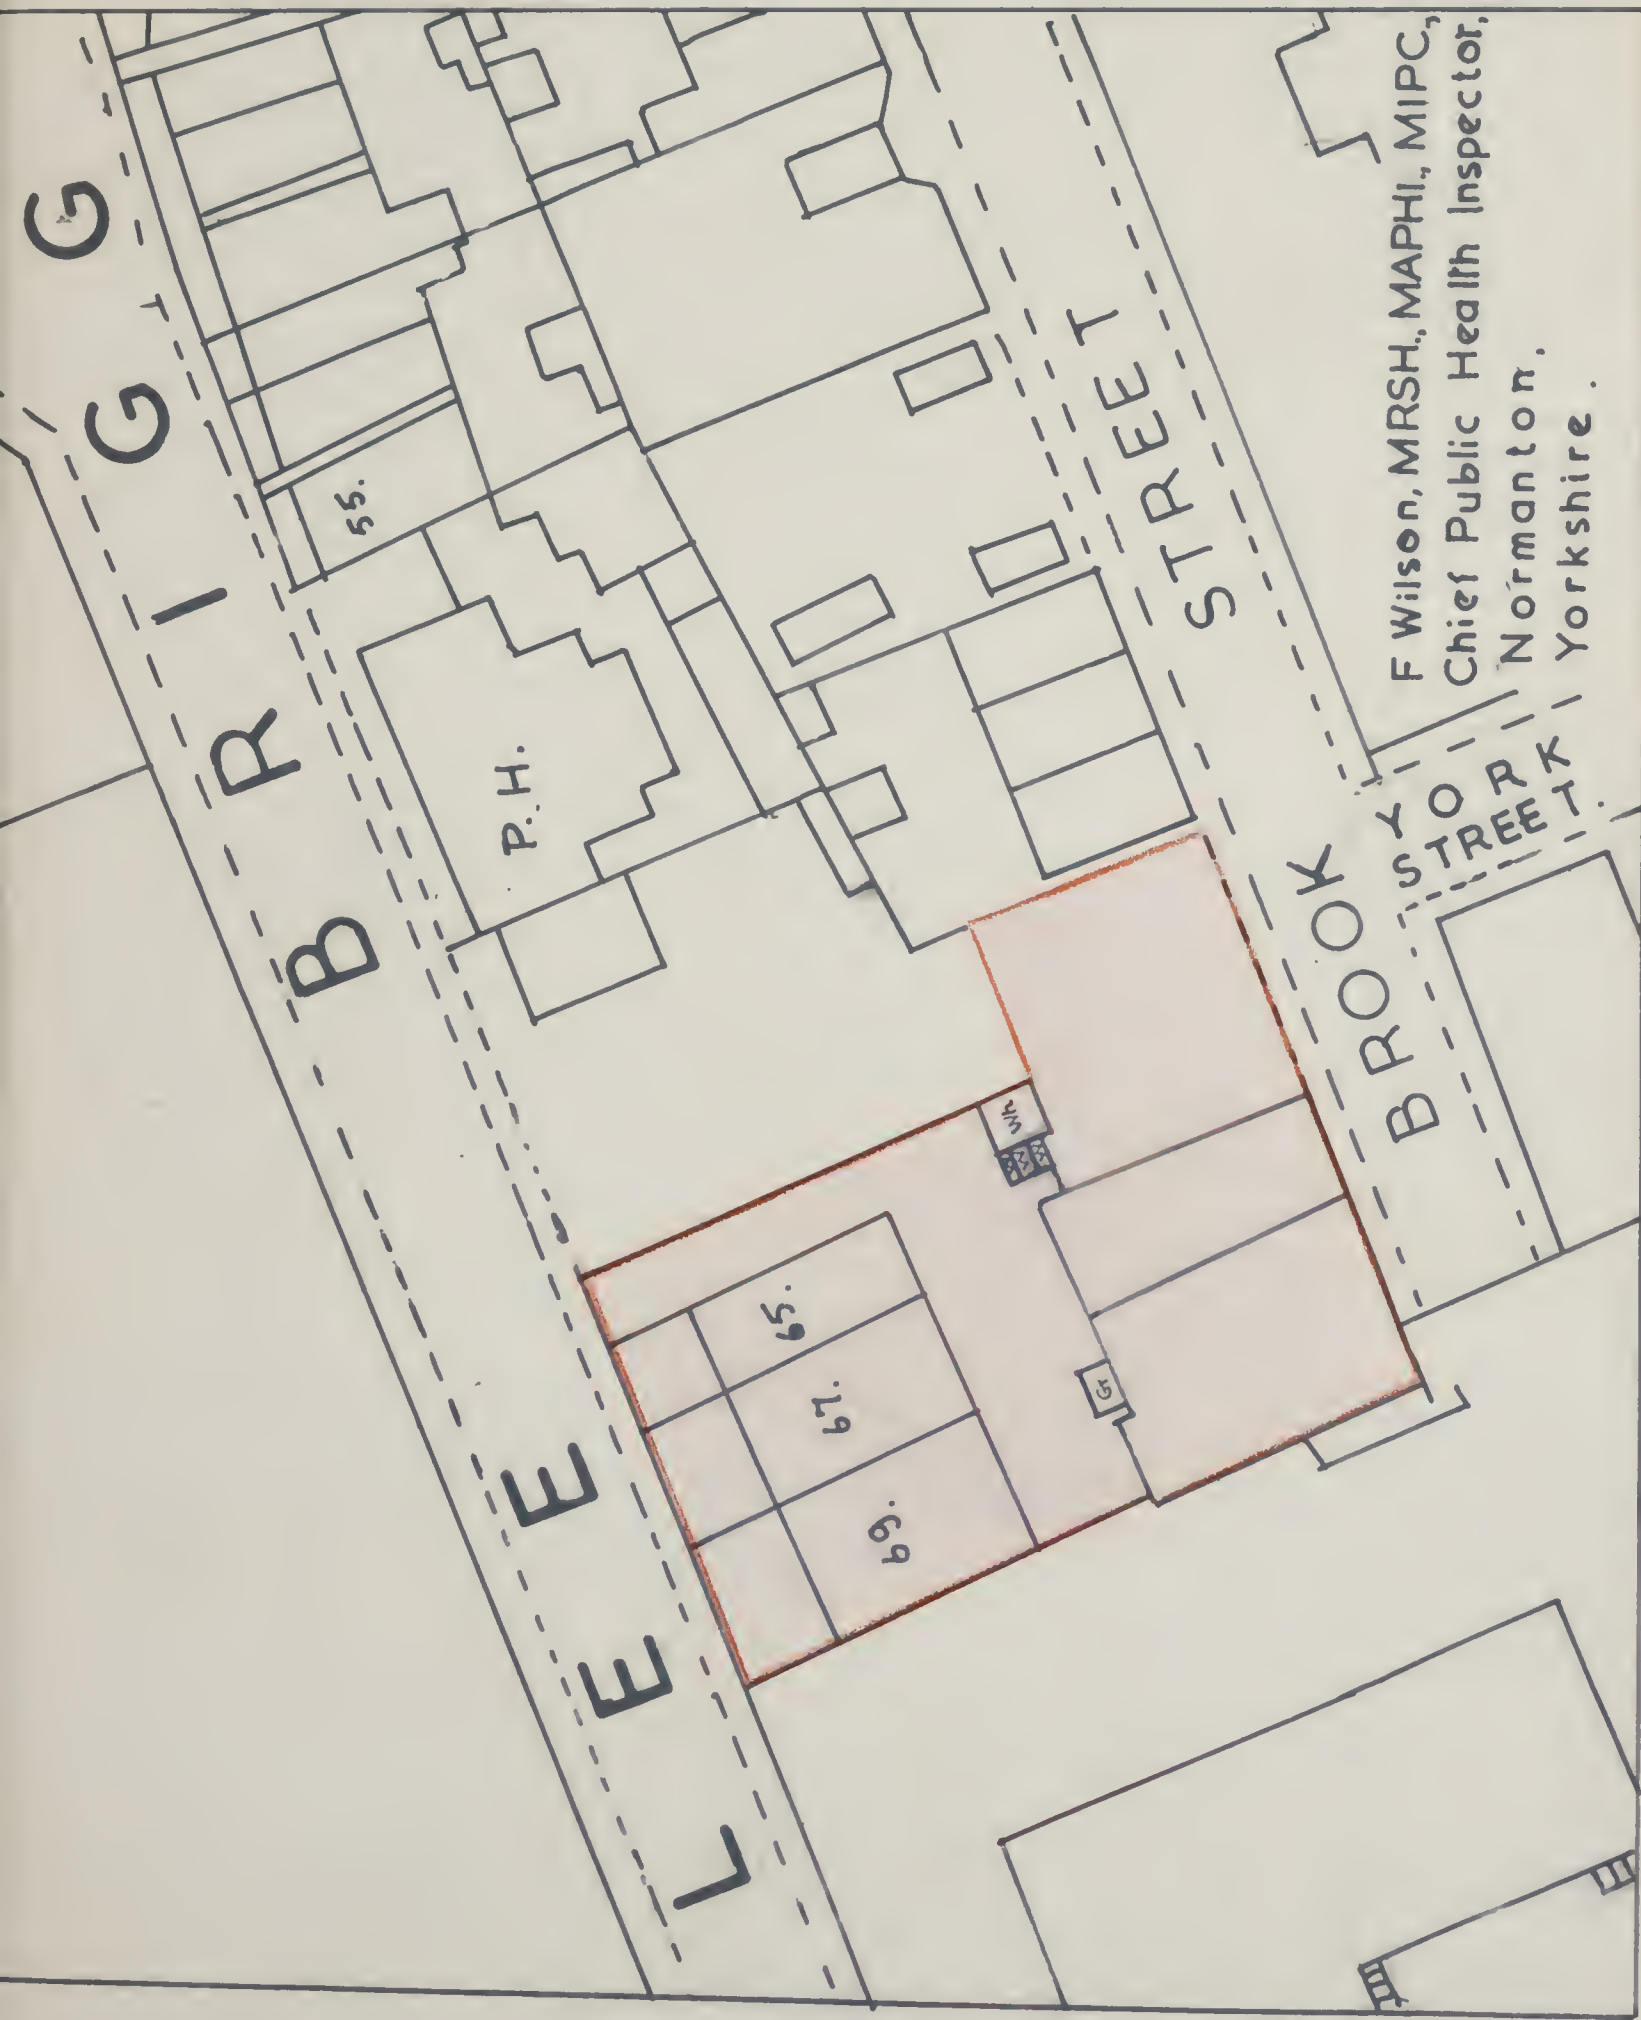 LEE BRIGG
55.
P.H.
65.
67.
69.
Wh
Gr
BROOK STREET
YORK
STREET.
F Wilson, MRSH., MAPHI., MIPC.,
Chief Public Health Inspector,
Normanton,
Yorkshire.